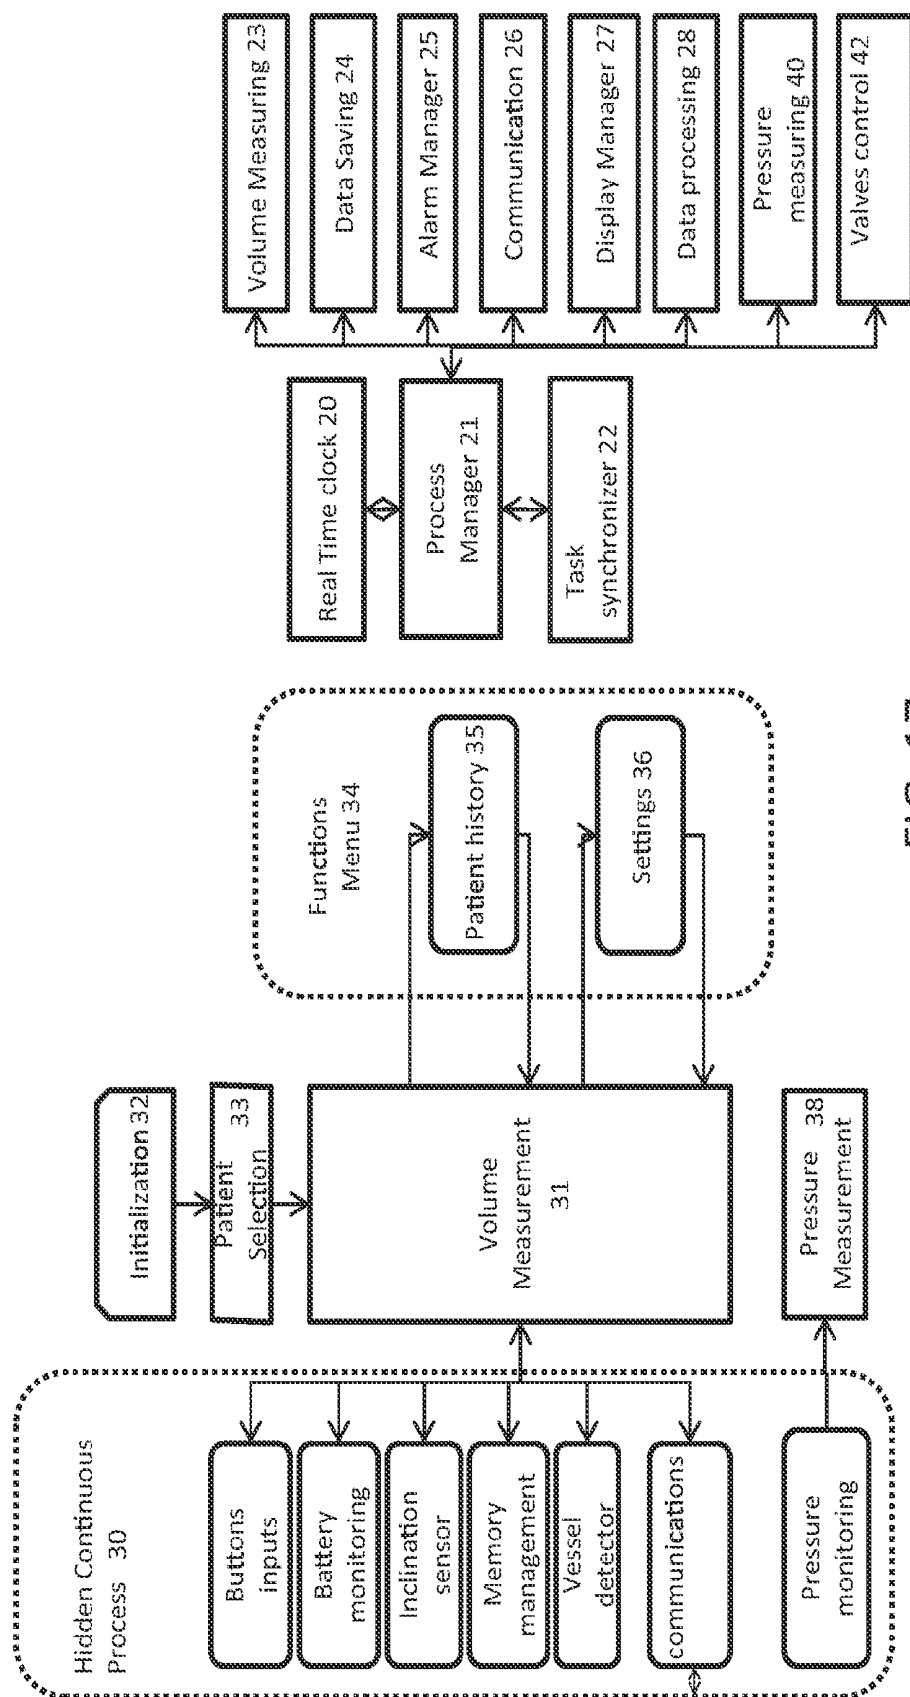 Hidden Continuous
Process 30
Buttons
inputs
Battery
monitoring
Inclination
sensor
Memory
management
Vessel
detector
communications
Pressure
monitoring
Initialization 32
Patient 33
Selection
Volume
Measurement
31
Pressure 38
Measurement
Functions
Menu 34
Patient history 35
Settings 36
Real Time clock 20
Process
Manager 21
Task
synchronizer 22
Volume Measuring 23
Data Saving 24
Alarm Manager 25
Communication 26
Display Manager 27
Data processing 28
Pressure
measuring 40
Valves control 42